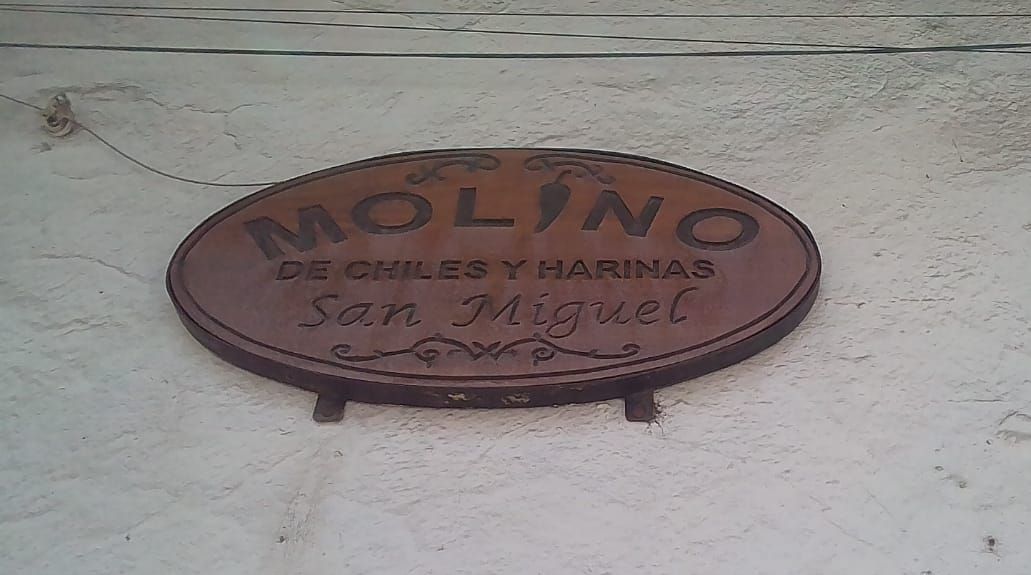 MOLINO
DE CHILES Y HARINAS
San Miguel